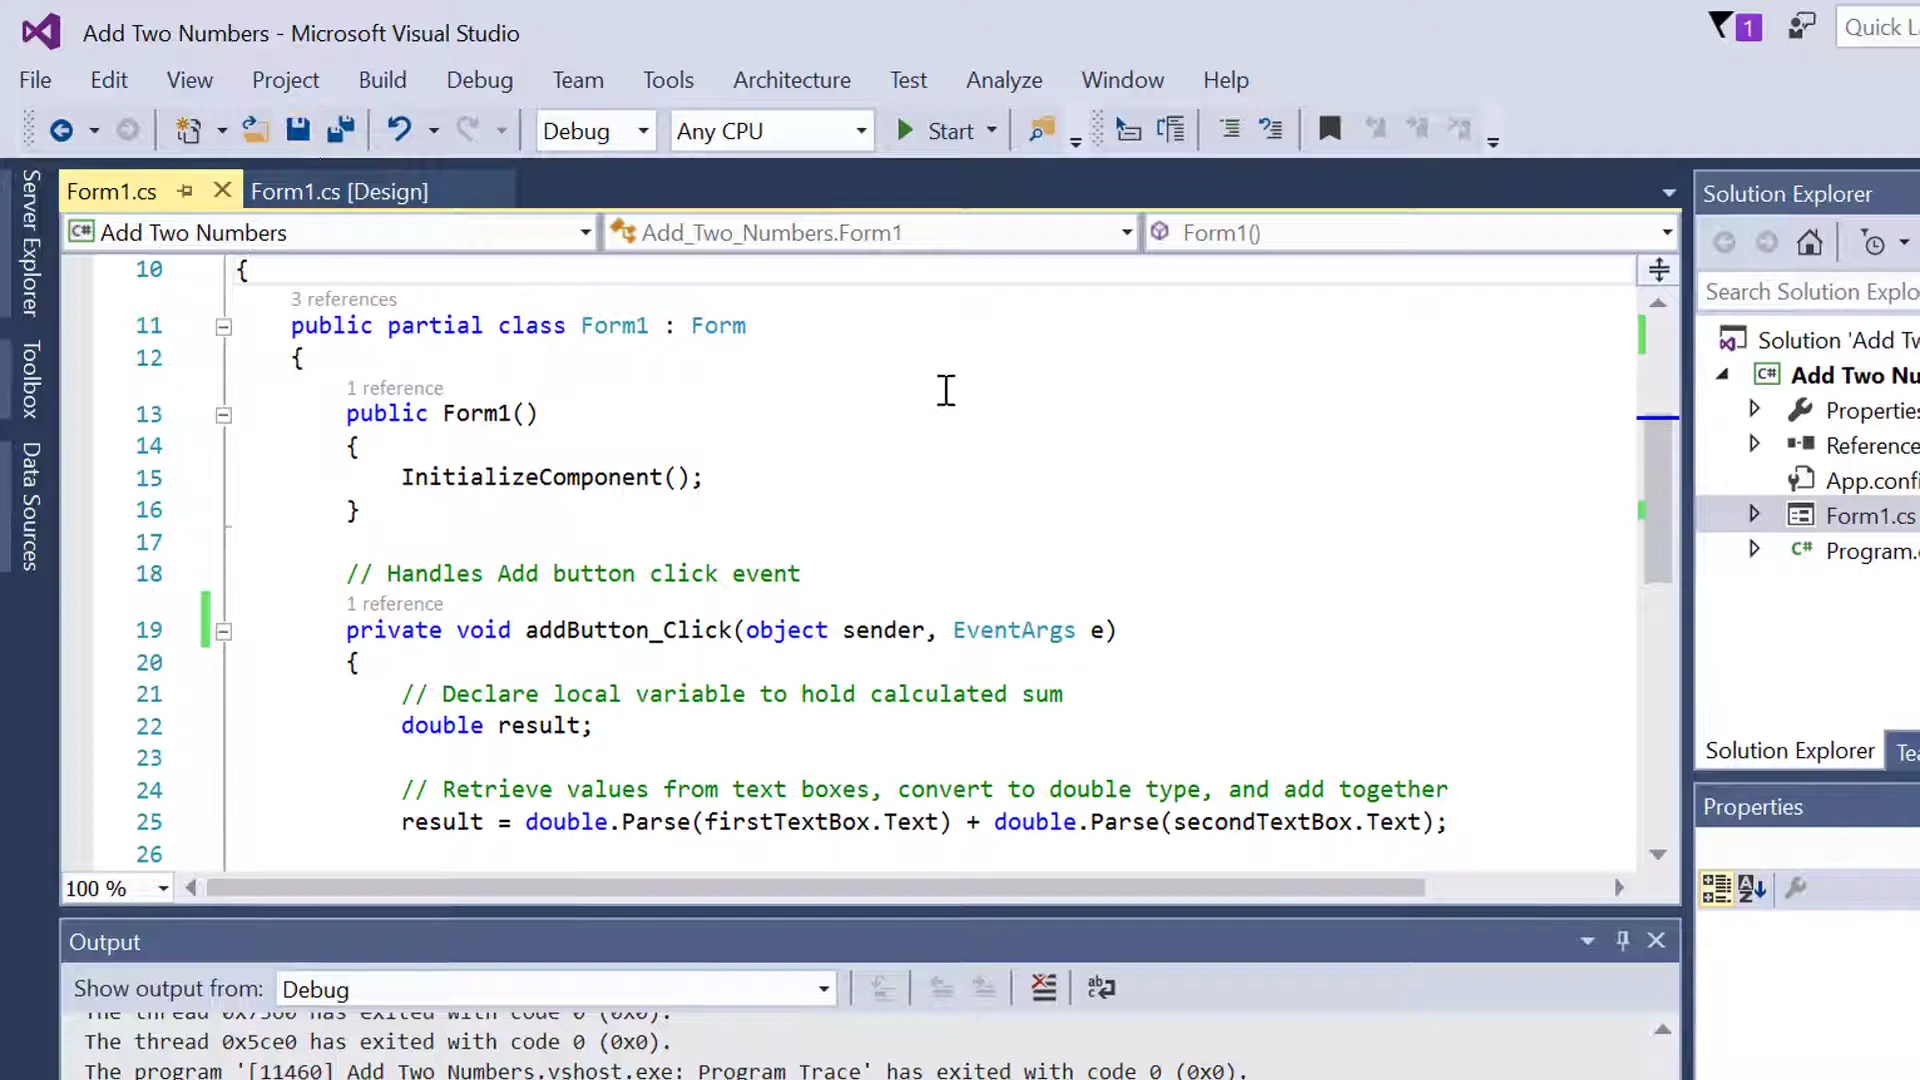 Add Two Numbers - Microsoft Visual Studio
1
File Edit View Project Build Debug Team Tools Architecture Test Analyze Window Help
Debug Any CPU Start
Form1.cs Form1.cs [Design]
C# Add Two Numbers Add_Two_Numbers.Form1 Form1()
Server Explorer
Toolbox
Data Sources
10 {
3 references
11 public partial class Form1 : Form
12 {
1 reference
13 public Form1()
14 {
15 InitializeComponent();
16 }
17
18 // Handles Add button click event
1 reference
19 private void addButton_Click(object sender, EventArgs e)
20 {
21 // Declare local variable to hold calculated sum
22 double result;
23
24 // Retrieve values from text boxes, convert to double type, and add together
25 result = double.Parse(firstTextBox.Text) + double.Parse(secondTextBox.Text);
26
100 %
Output
Show output from: Debug
The thread 0x5ce0 has exited with code 0 (0x0).
The program '[11460] Add Two Numbers.vshost.exe: Program Trace' has exited with code 0 (0x0).
Quick
Solution Explorer
Search Solution Explo
Solution 'Add Tw
C# Add Two Nu
Properties
Reference
App.confi
Form1.cs
C# Program.
Solution Explorer Tea
Properties